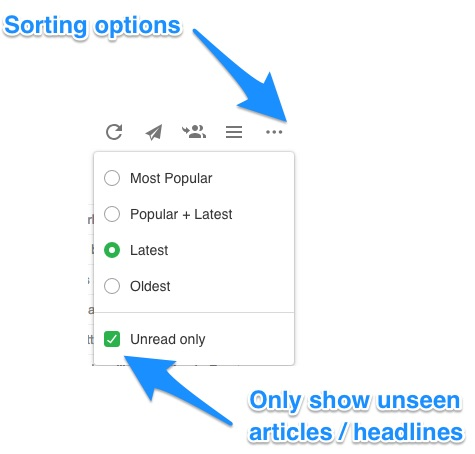 Sorting options
Most Popular
Popular + Latest
Latest
Oldest
Unread only
Only show unseen
articles / headlines